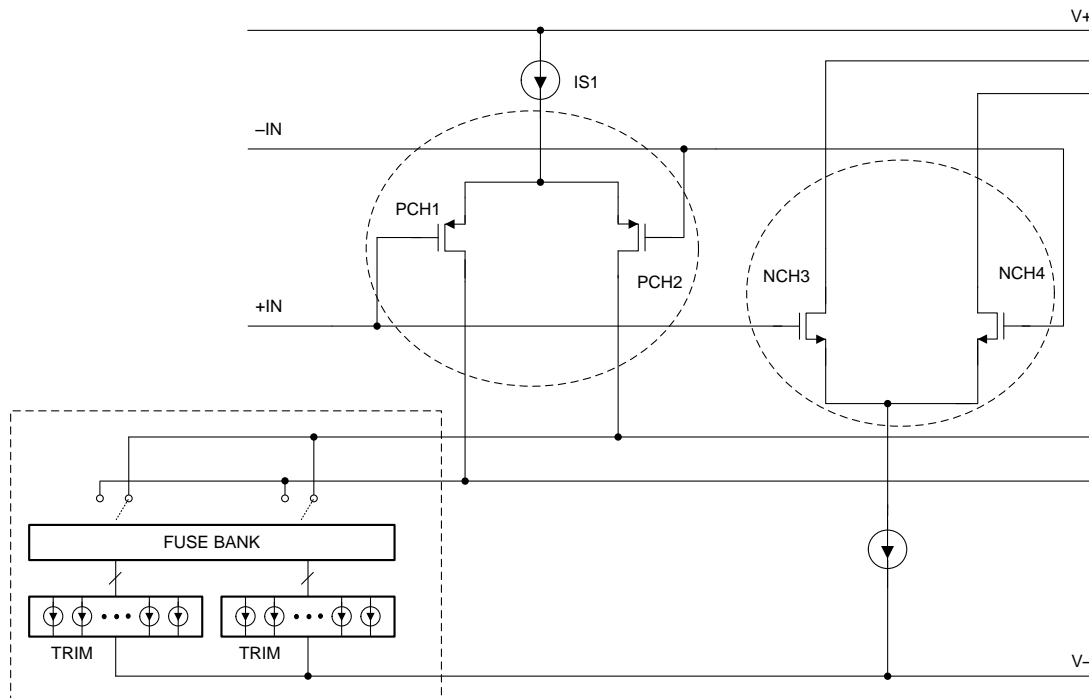 V+
IS1
–IN
PCH1
PCH2
NCH3
NCH4
+IN
FUSE BANK
TRIM
TRIM
V–